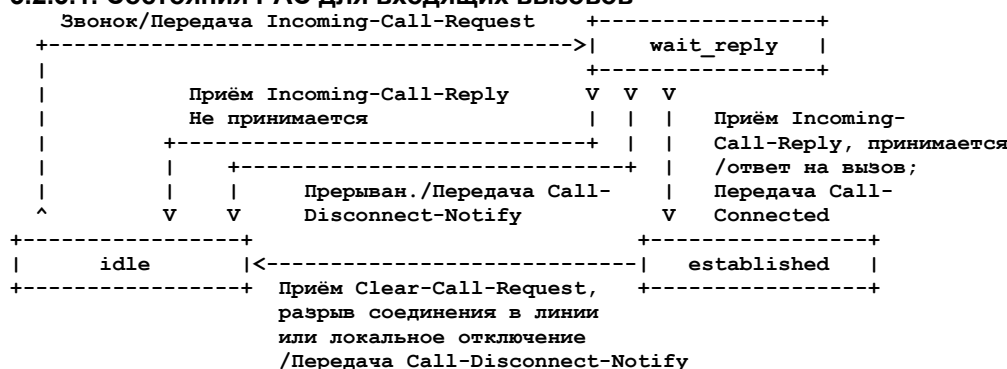 Звонок/Передача Incoming-Call-Request
wait_reply
Приём Incoming-Call-Reply
Не принимается
Приём Incoming-
Call-Reply, принимается
/ответ на вызов;
Прерыван./Передача Call-
Передача Call-
Disconnect-Notify
Connected
idle
established
Приём Clear-Call-Request,
разрыв соединения в линии
или локальное отключение
/Передача Call-Disconnect-Notify